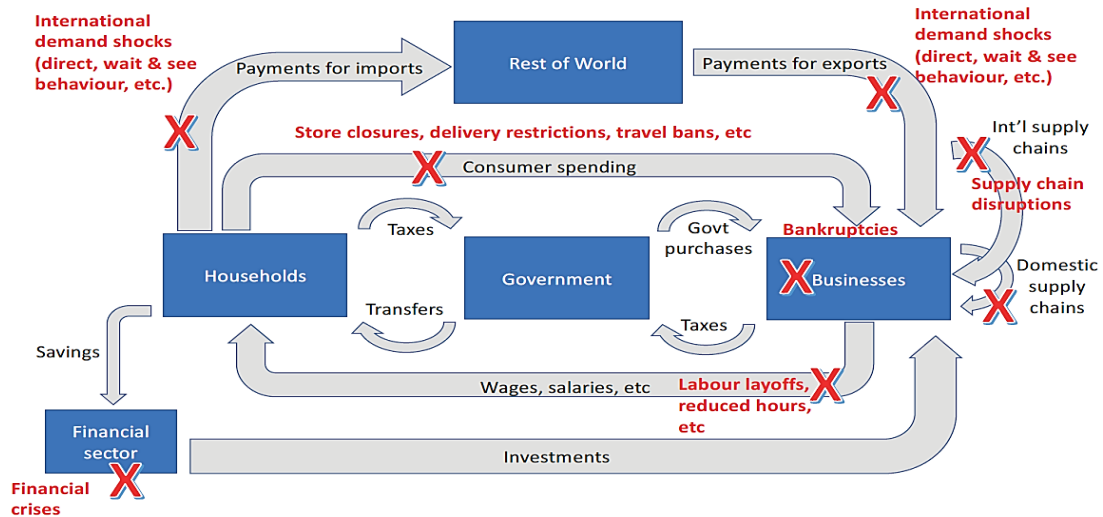 International
demand shocks
(direct, wait & see
behaviour, etc.)
Payments for imports
Rest of World
Payments for exports
International
demand shocks
(direct, wait & see
behaviour, etc.)
Store closures, delivery restrictions, travel bans, etc
Consumer spending
Int'l supply
chains
Supply chain
disruptions
Taxes
Govt
purchases
Bankruptcies
Households
Government
Businesses
Domestic
supply
chains
Transfers
Taxes
Savings
Wages, salaries, etc
Labour layoffs,
reduced hours,
etc
Financial
sector
Investments
Financial
crises